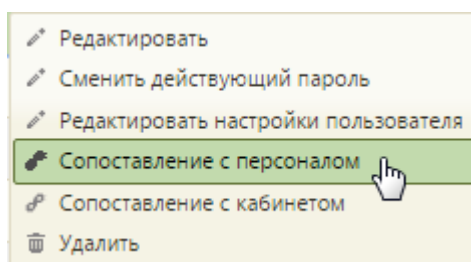 Редактировать
Сменить действующий пароль
Редактировать настройки пользователя
Сопоставление с персоналом
Сопоставление с кабинетом
Удалить